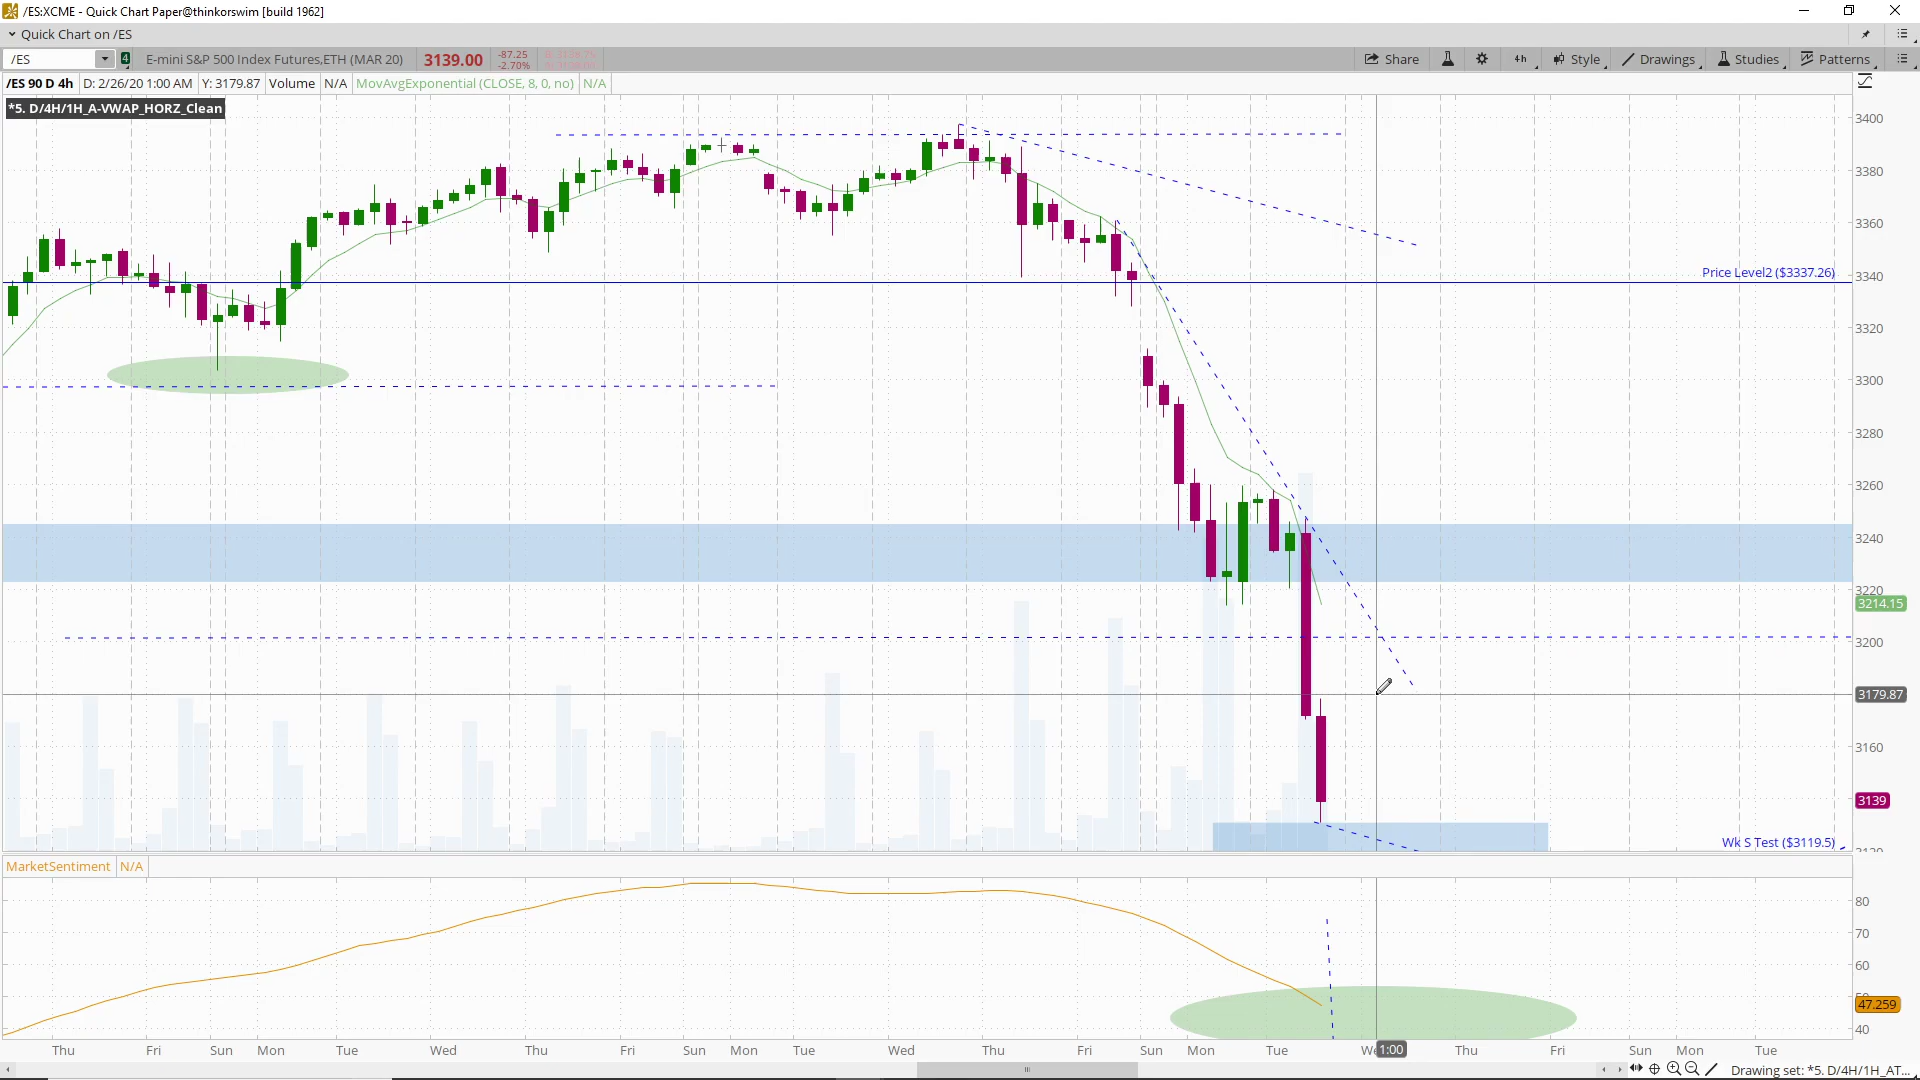 /ES:XCME - Quick Chart Paper@thinkorswim [build 1962]
Quick Chart on /ES
/ES 4 E-mini S&P 500 Index Futures,ETH (MAR 20) 3139.00 -87.25 -2.70% Share 4h Style Drawings Studies Patterns
/ES 90 D 4h D: 2/26/20 1:00 AM Y: 3179.87 Volume N/A MovAvgExponential (CLOSE, 8, 0, no) N/A
*5. D/4H/1H_A-VWAP_HORZ_Clean
3400
3380
3360
Price Level2 ($3337.26)
3340
3320
3300
3280
3260
3240
3220
3214.15
3200
3179.87
3160
3139
Wk S Test ($3119.5)
MarketSentiment N/A
80
70
60
47.259
40
Thu Fri Sun Mon Tue Wed Thu Fri Sun Mon Tue Wed Thu Fri Sun Mon Tue 1:00 Thu Fri Sun Mon Tue
Drawing set: *5. D/4H/1H_AT...